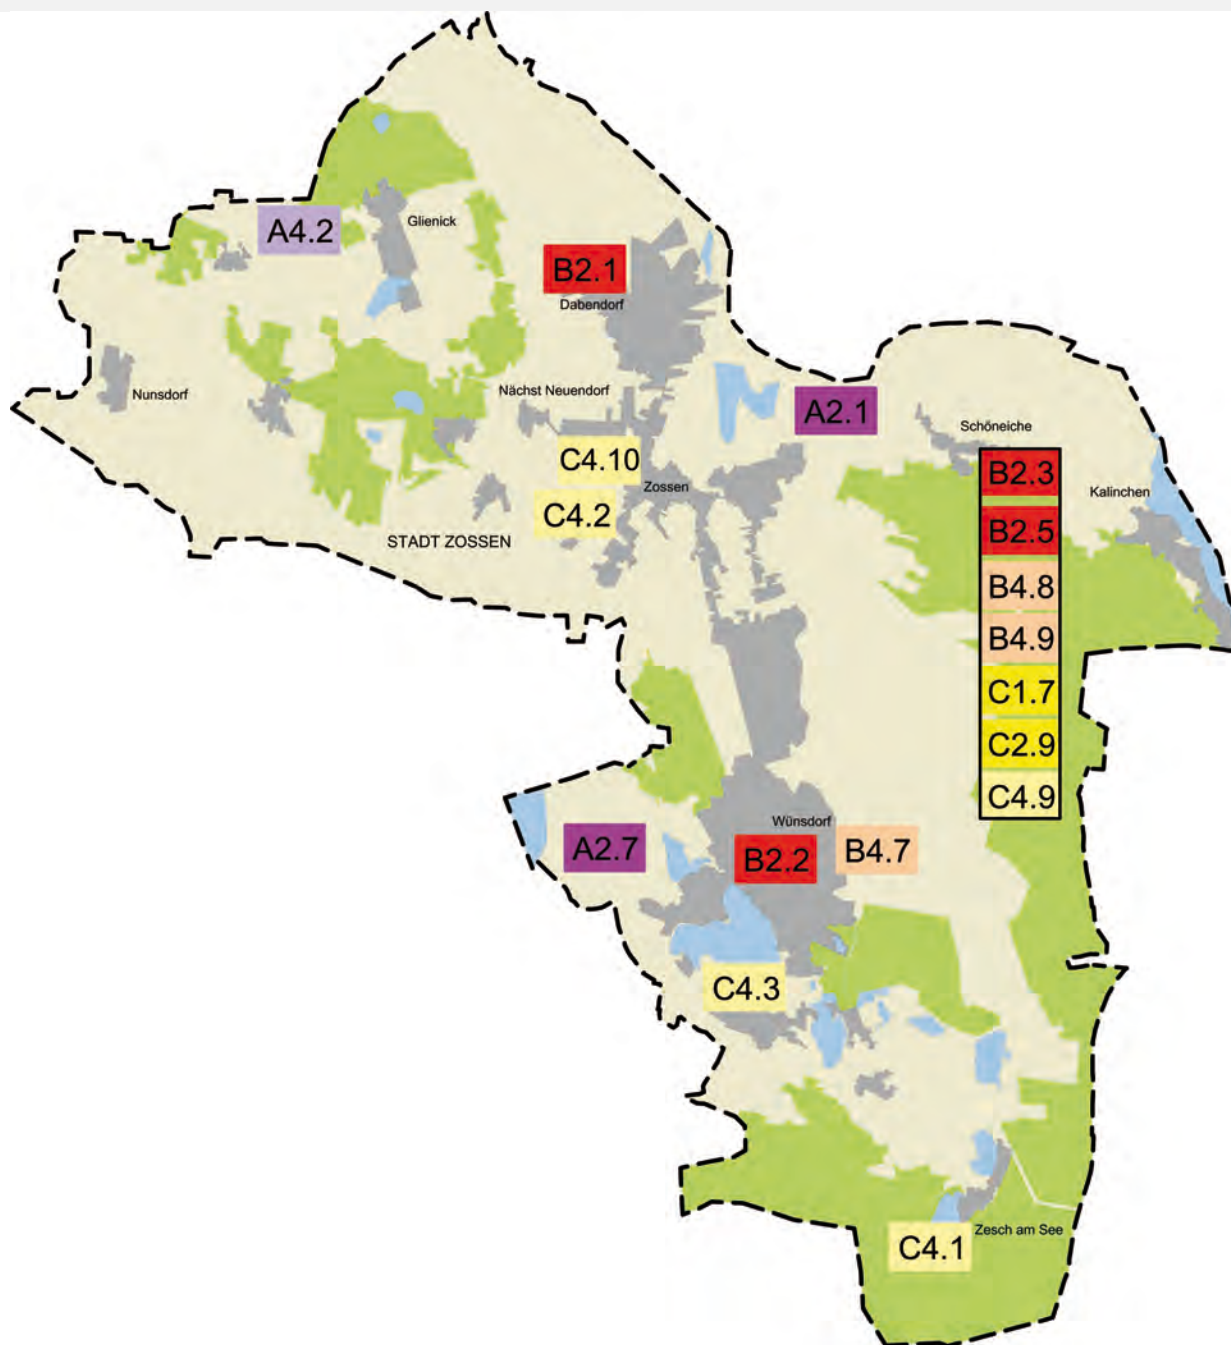 A4.2
Glienick
B2.1
Dabendorf
Nunsdorf
Nächst Neuendorf
A2.1
Schöneiche
C4.10
Zossen
C4.2
STADT ZOSSEN
Kalinchen
B2.3
B2.5
B4.8
B4.9
C1.7
C2.9
C4.9
Wünsdorf
A2.7
B2.2
B4.7
C4.3
Zesch am See
C4.1